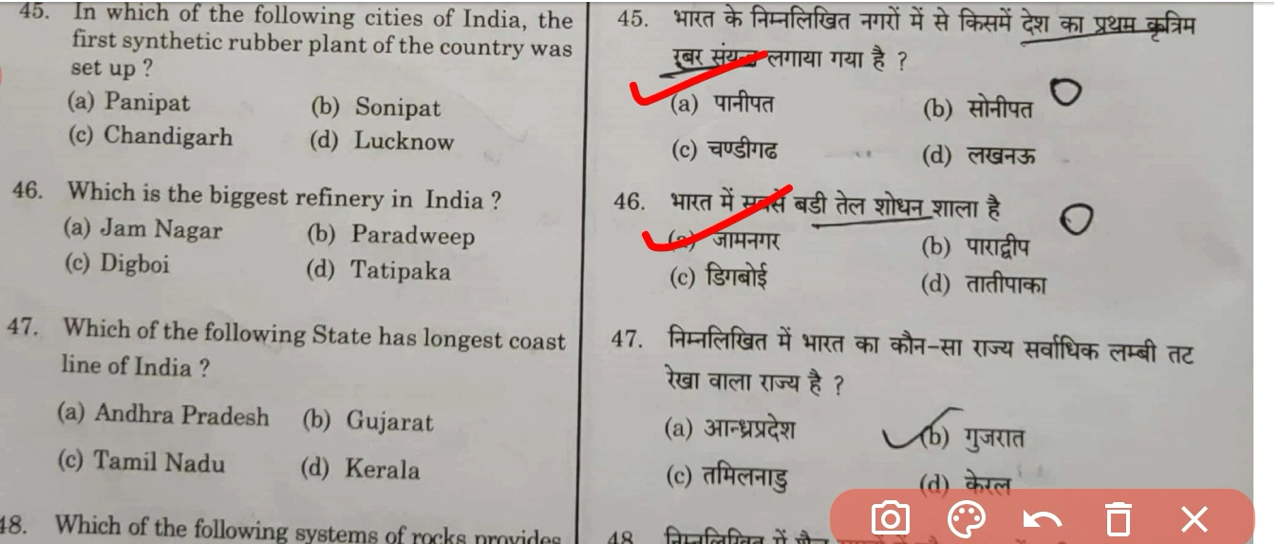 45. In which of the following cities of India, the
first synthetic rubber plant of the country was
set up ?
(a) Panipat (b) Sonipat
(c) Chandigarh (d) Lucknow
46. Which is the biggest refinery in India ?
(a) Jam Nagar (b) Paradweep
(c) Digboi (d) Tatipaka
47. Which of the following State has longest coast
line of India ?
(a) Andhra Pradesh (b) Gujarat
(c) Tamil Nadu (d) Kerala
48. Which of the following systems of rocks provides
45. भारत के निम्नलिखित नगरों में से किसमें देश का प्रथम कृत्रिम
रबर लगाया गया है ?
(a) पानीपत (b) सोनीपत
(c) चण्डीगढ (d) लखनऊ
46. भारत में सबसे बडी तेल शोधन शाला है
(a) जामनगर (b) पाराद्वीप
(c) डिगबोई (d) तातीपाका
47. निम्नलिखित में भारत का कौन-सा राज्य सर्वाधिक लम्बी तट
रेखा वाला राज्य है ?
(a) आन्ध्रप्रदेश (b) गुजरात
(c) तमिलनाडु (d) केरल
48 निम्नलिखित में